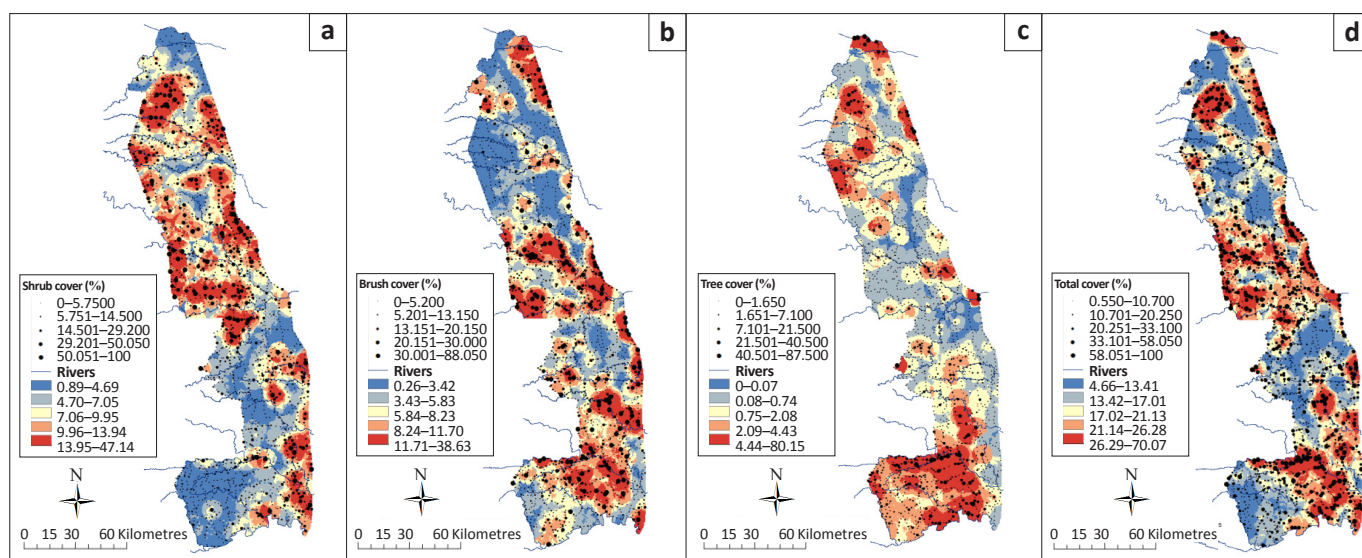 a
Shrub cover (%)
0–5.7500
5.751–14.500
14.501–29.200
29.201–50.050
50.051–100
Rivers
0.89–4.69
4.70–7.05
7.06–9.95
9.96–13.94
13.95–47.14
N
0 15 30 60 Kilometres
b
Brush cover (%)
0–5.200
5.201–13.150
13.151–20.150
20.151–30.000
30.001–88.050
Rivers
0.26–3.42
3.43–5.83
5.84–8.23
8.24–11.70
11.71–38.63
N
0 15 30 60 Kilometres
c
Tree cover (%)
0–1.650
1.651–7.100
7.101–21.500
21.501–40.500
40.501–87.500
Rivers
0–0.07
0.08–0.74
0.75–2.08
2.09–4.43
4.44–80.15
N
0 15 30 60 Kilometres
d
Total cover (%)
0.550–10.700
10.701–20.250
20.251–33.100
33.101–58.050
58.051–100
Rivers
4.66–13.41
13.42–17.01
17.02–21.13
21.14–26.28
26.29–70.07
N
0 15 30 60 Kilometres